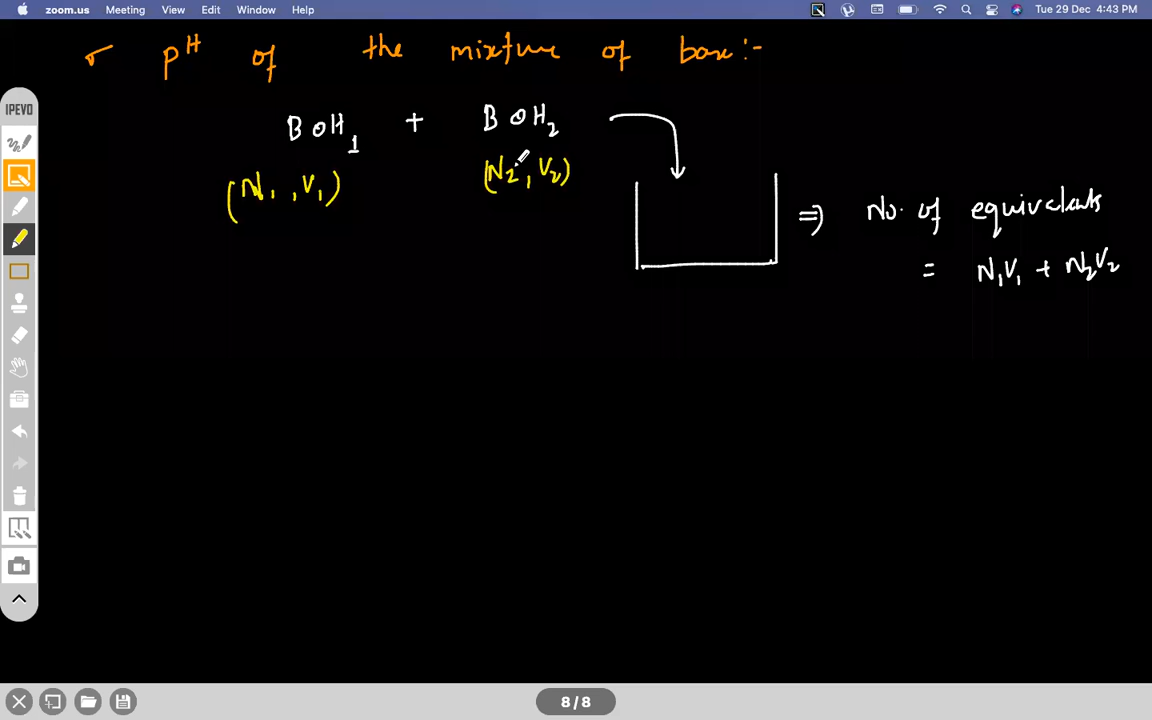 zoom.us Meeting View Edit Window Help Tue 29 Dec 4:43 PM
pH of the mixture of base :-
IPEVO
BOH1 + BOH2
(N1, V1) (N2, V2)
⇒ No. of equivalents
= N1V1 + N2V2
8/8